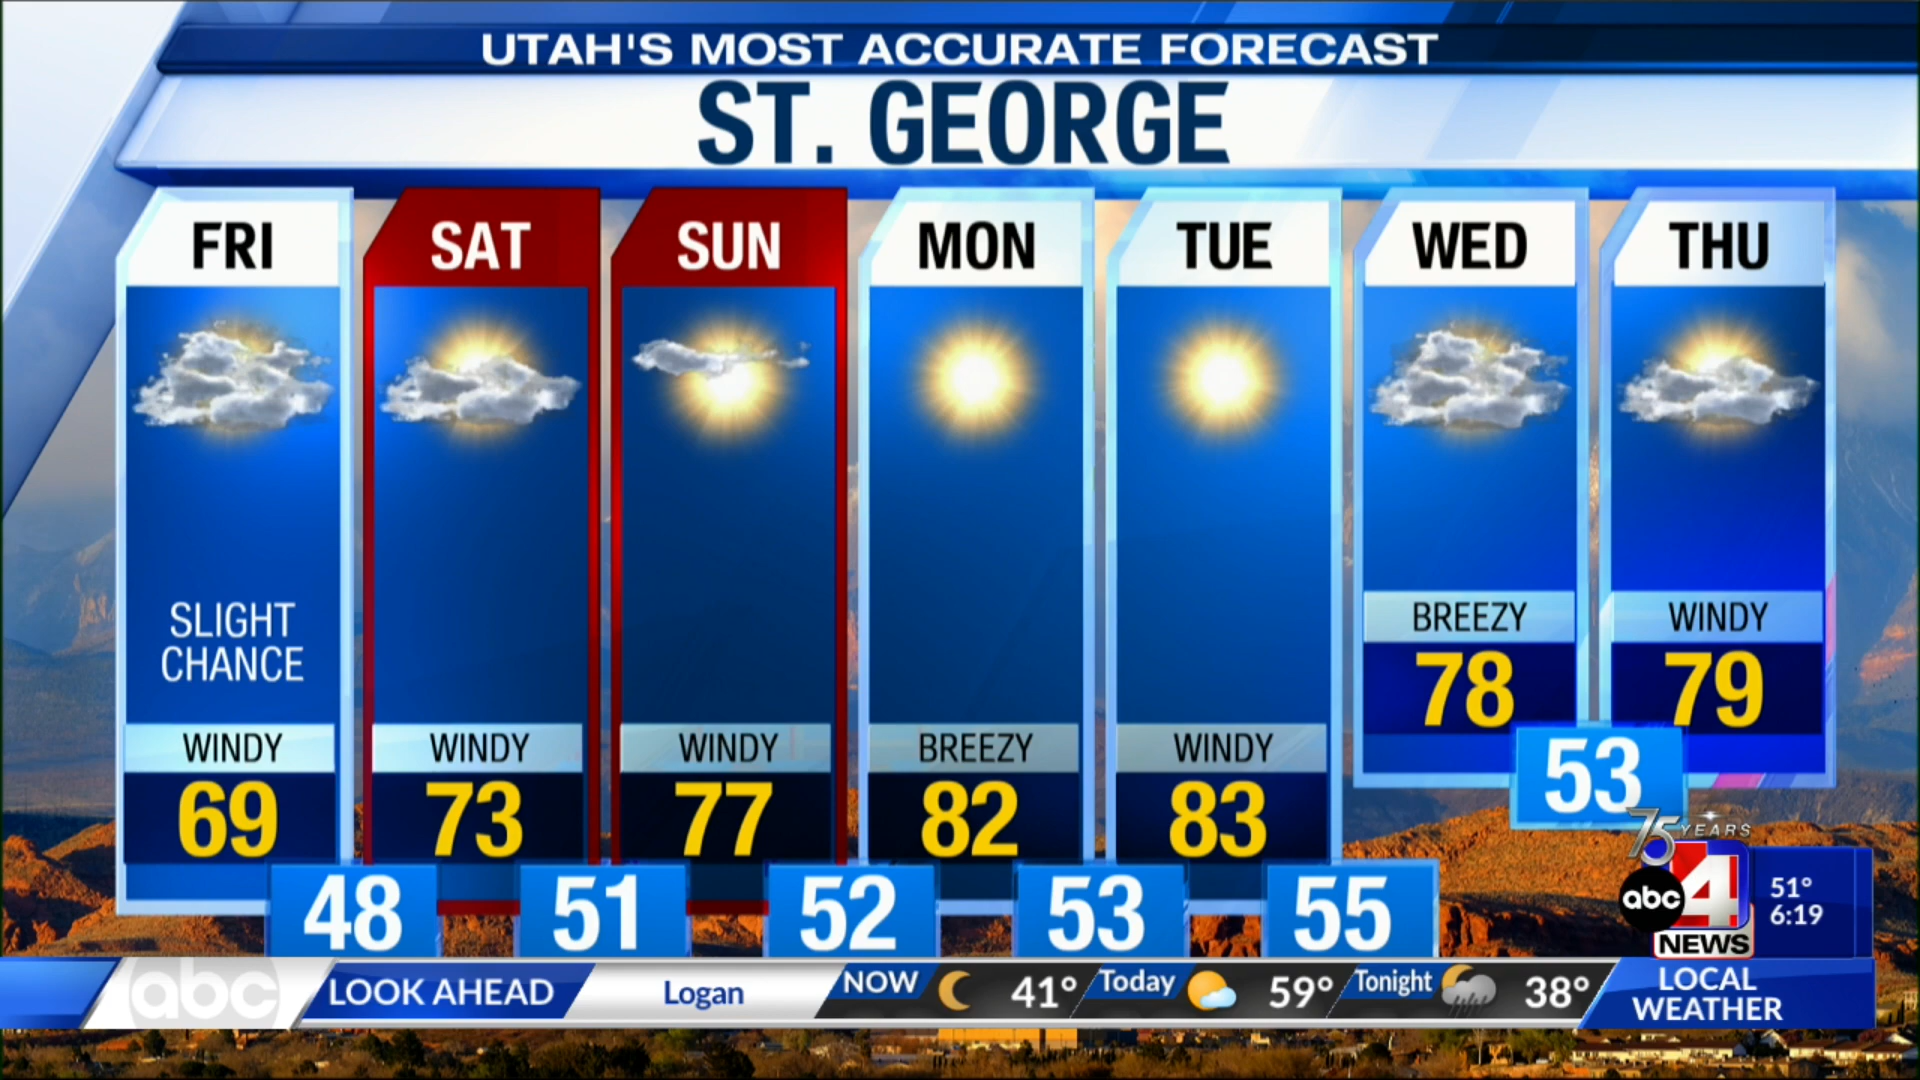 UTAH'S MOST ACCURATE FORECAST
ST. GEORGE
FRI
SAT
SUN
MON
TUE
WED
THU
SLIGHT
CHANCE
WINDY
69
WINDY
73
WINDY
77
BREEZY
82
WINDY
83
BREEZY
78
WINDY
79
48
51
52
53
55
53
75 YEARS
abc 4
NEWS
51°
6:19
abc
LOOK AHEAD
Logan
NOW
41°
Today
59°
Tonight
38°
LOCAL
WEATHER